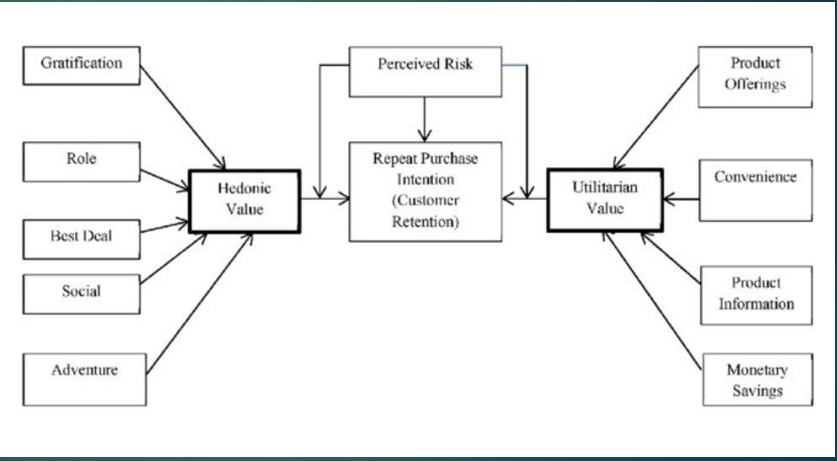 Gratification
Role
Best Deal
Social
Adventure
Hedonic
Value
Perceived Risk
Repeat Purchase
Intention
(Customer
Retention)
Utilitarian
Value
Product
Offerings
Convenience
Product
Information
Monetary
Savings